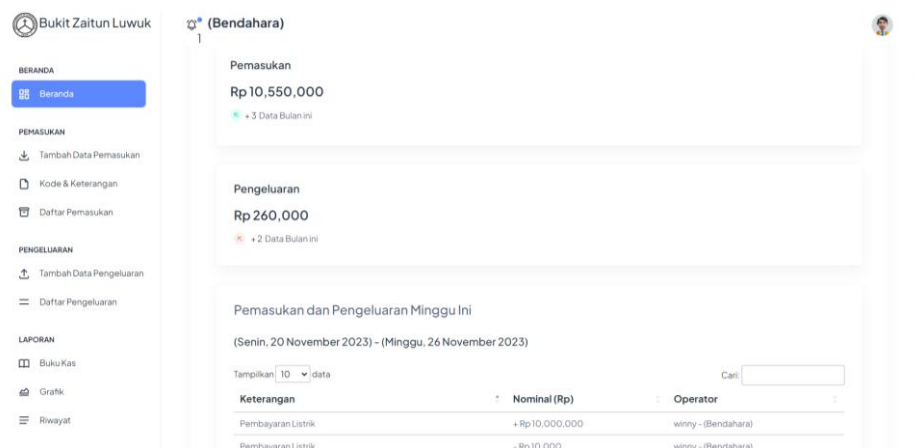 Bukit Zaitun Luwuk
(Bendahara)
1
BERANDA
Beranda
PEMASUKAN
Tambah Data Pemasukan
Kode & Keterangan
Daftar Pemasukan
PENGELUARAN
Tambah Data Pengeluaran
Daftar Pengeluaran
LAPORAN
Buku Kas
Grafik
Riwayat
Pemasukan
Rp 10,550,000
+ 3 Data Bulan ini
Pengeluaran
Rp 260,000
+ 2 Data Bulan ini
Pemasukan dan Pengeluaran Minggu Ini
(Senin, 20 November 2023) - (Minggu, 26 November 2023)
Tampilkan 10 data
Cari:
Keterangan Nominal (Rp) Operator
Pembayaran Listrik + Rp 10,000,000 winny - (Bendahara)
Pembayaran Listrik - Rp 10,000 winny - (Bendahara)